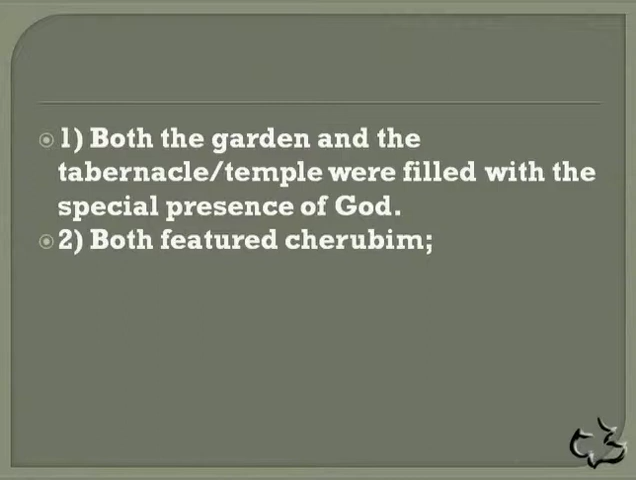 1) Both the garden and the
tabernacle/temple were filled with the
special presence of God.
2) Both featured cherubim;